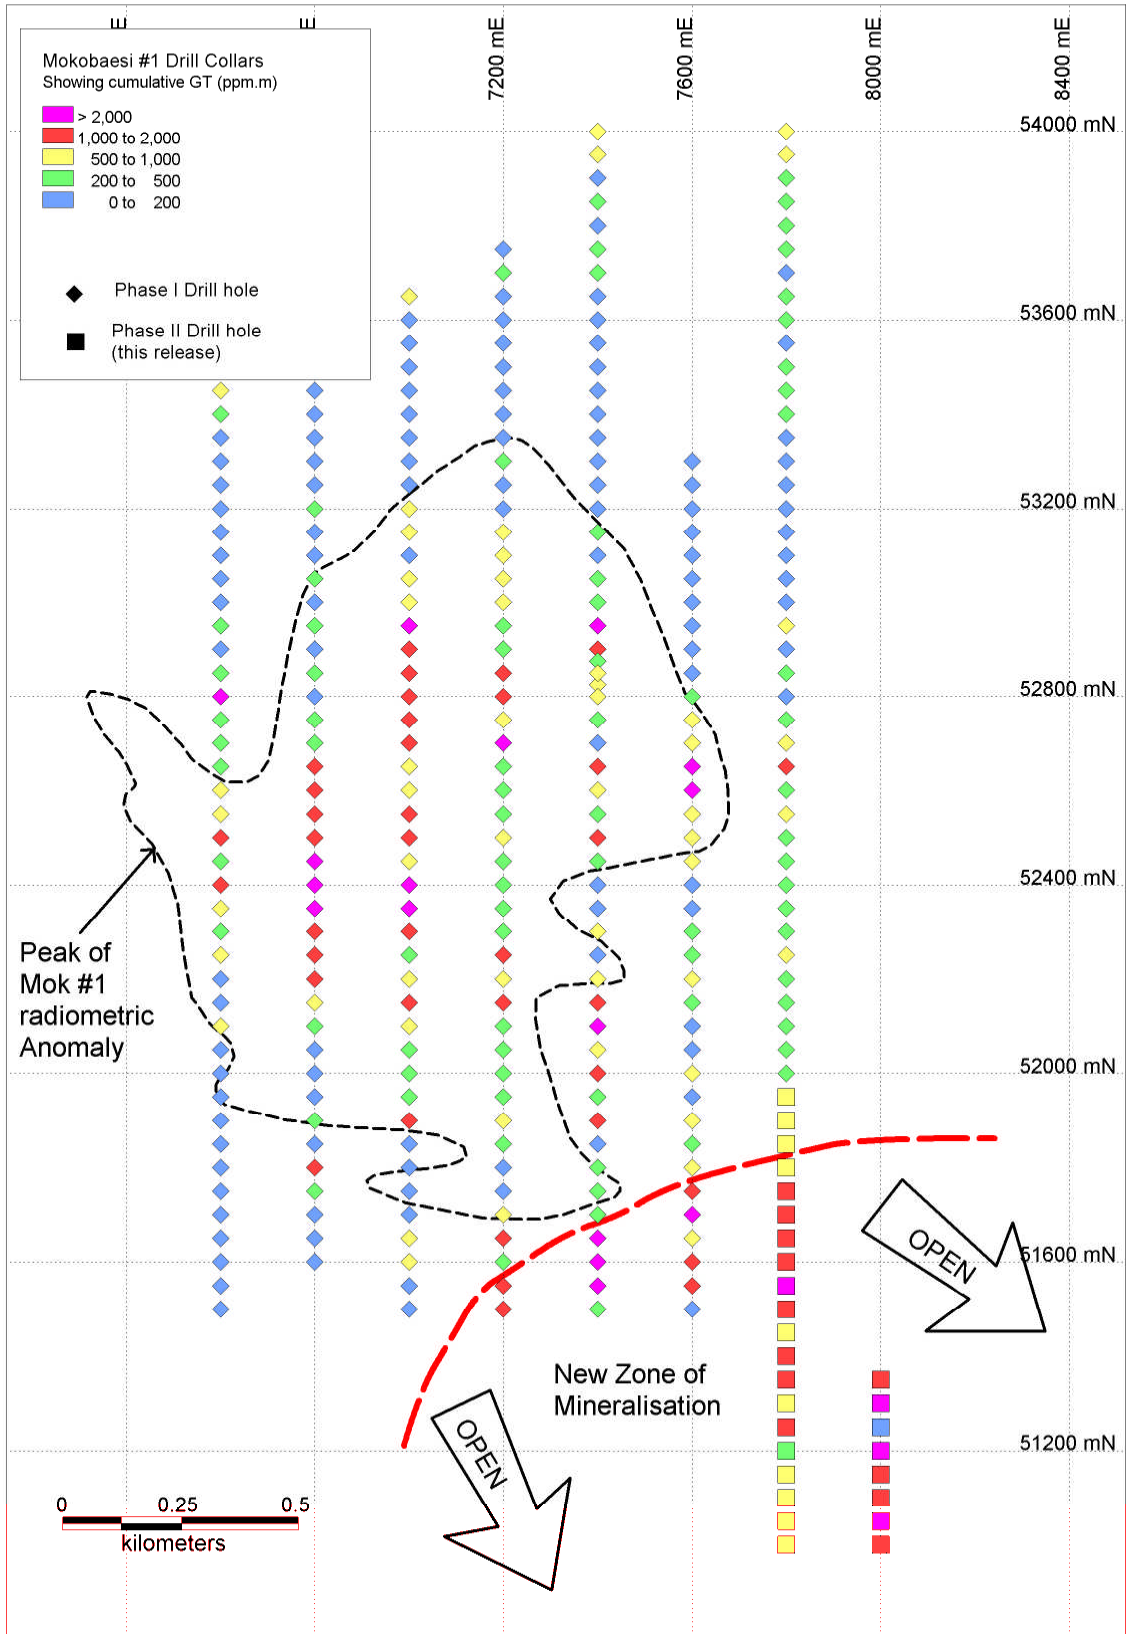 E
E
7200 mE
7600 mE
8000 mE
8400 mE
Mokobaesi #1 Drill Collars
Showing cumulative GT (ppm.m)
> 2,000
1,000 to 2,000
500 to 1,000
200 to 500
0 to 200
Phase I Drill hole
Phase II Drill hole
(this release)
54000 mN
53600 mN
53200 mN
52800 mN
52400 mN
Peak of
Mok #1
radiometric
Anomaly
52000 mN
OPEN
51600 mN
New Zone of
Mineralisation
OPEN
51200 mN
0 0.25 0.5
kilometers